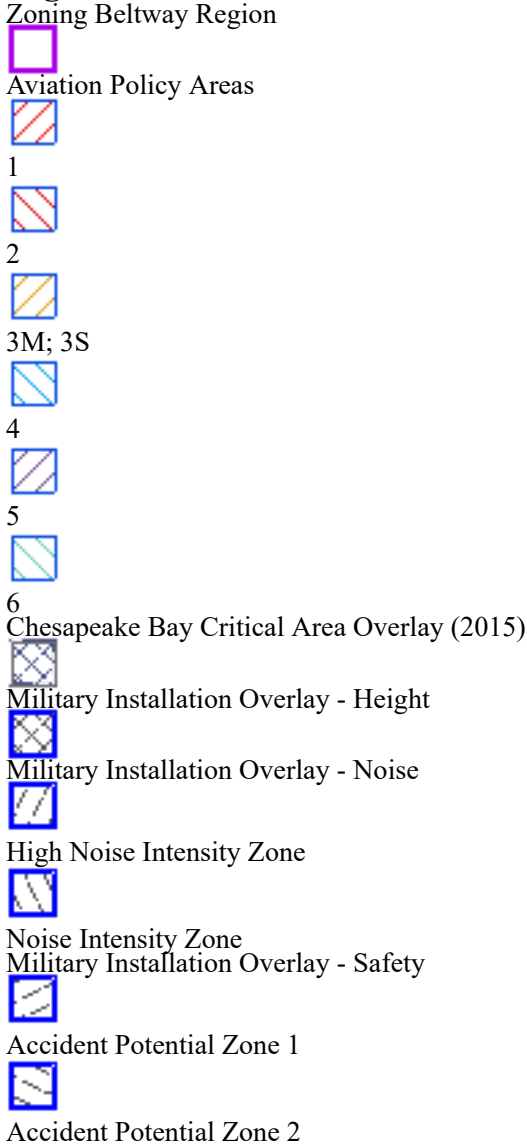 Zoning Beltway Region
Aviation Policy Areas
1
2
3M; 3S
4
5
6
Chesapeake Bay Critical Area Overlay (2015)
Military Installation Overlay - Height
Military Installation Overlay - Noise
High Noise Intensity Zone
Noise Intensity Zone
Military Installation Overlay - Safety
Accident Potential Zone 1
Accident Potential Zone 2